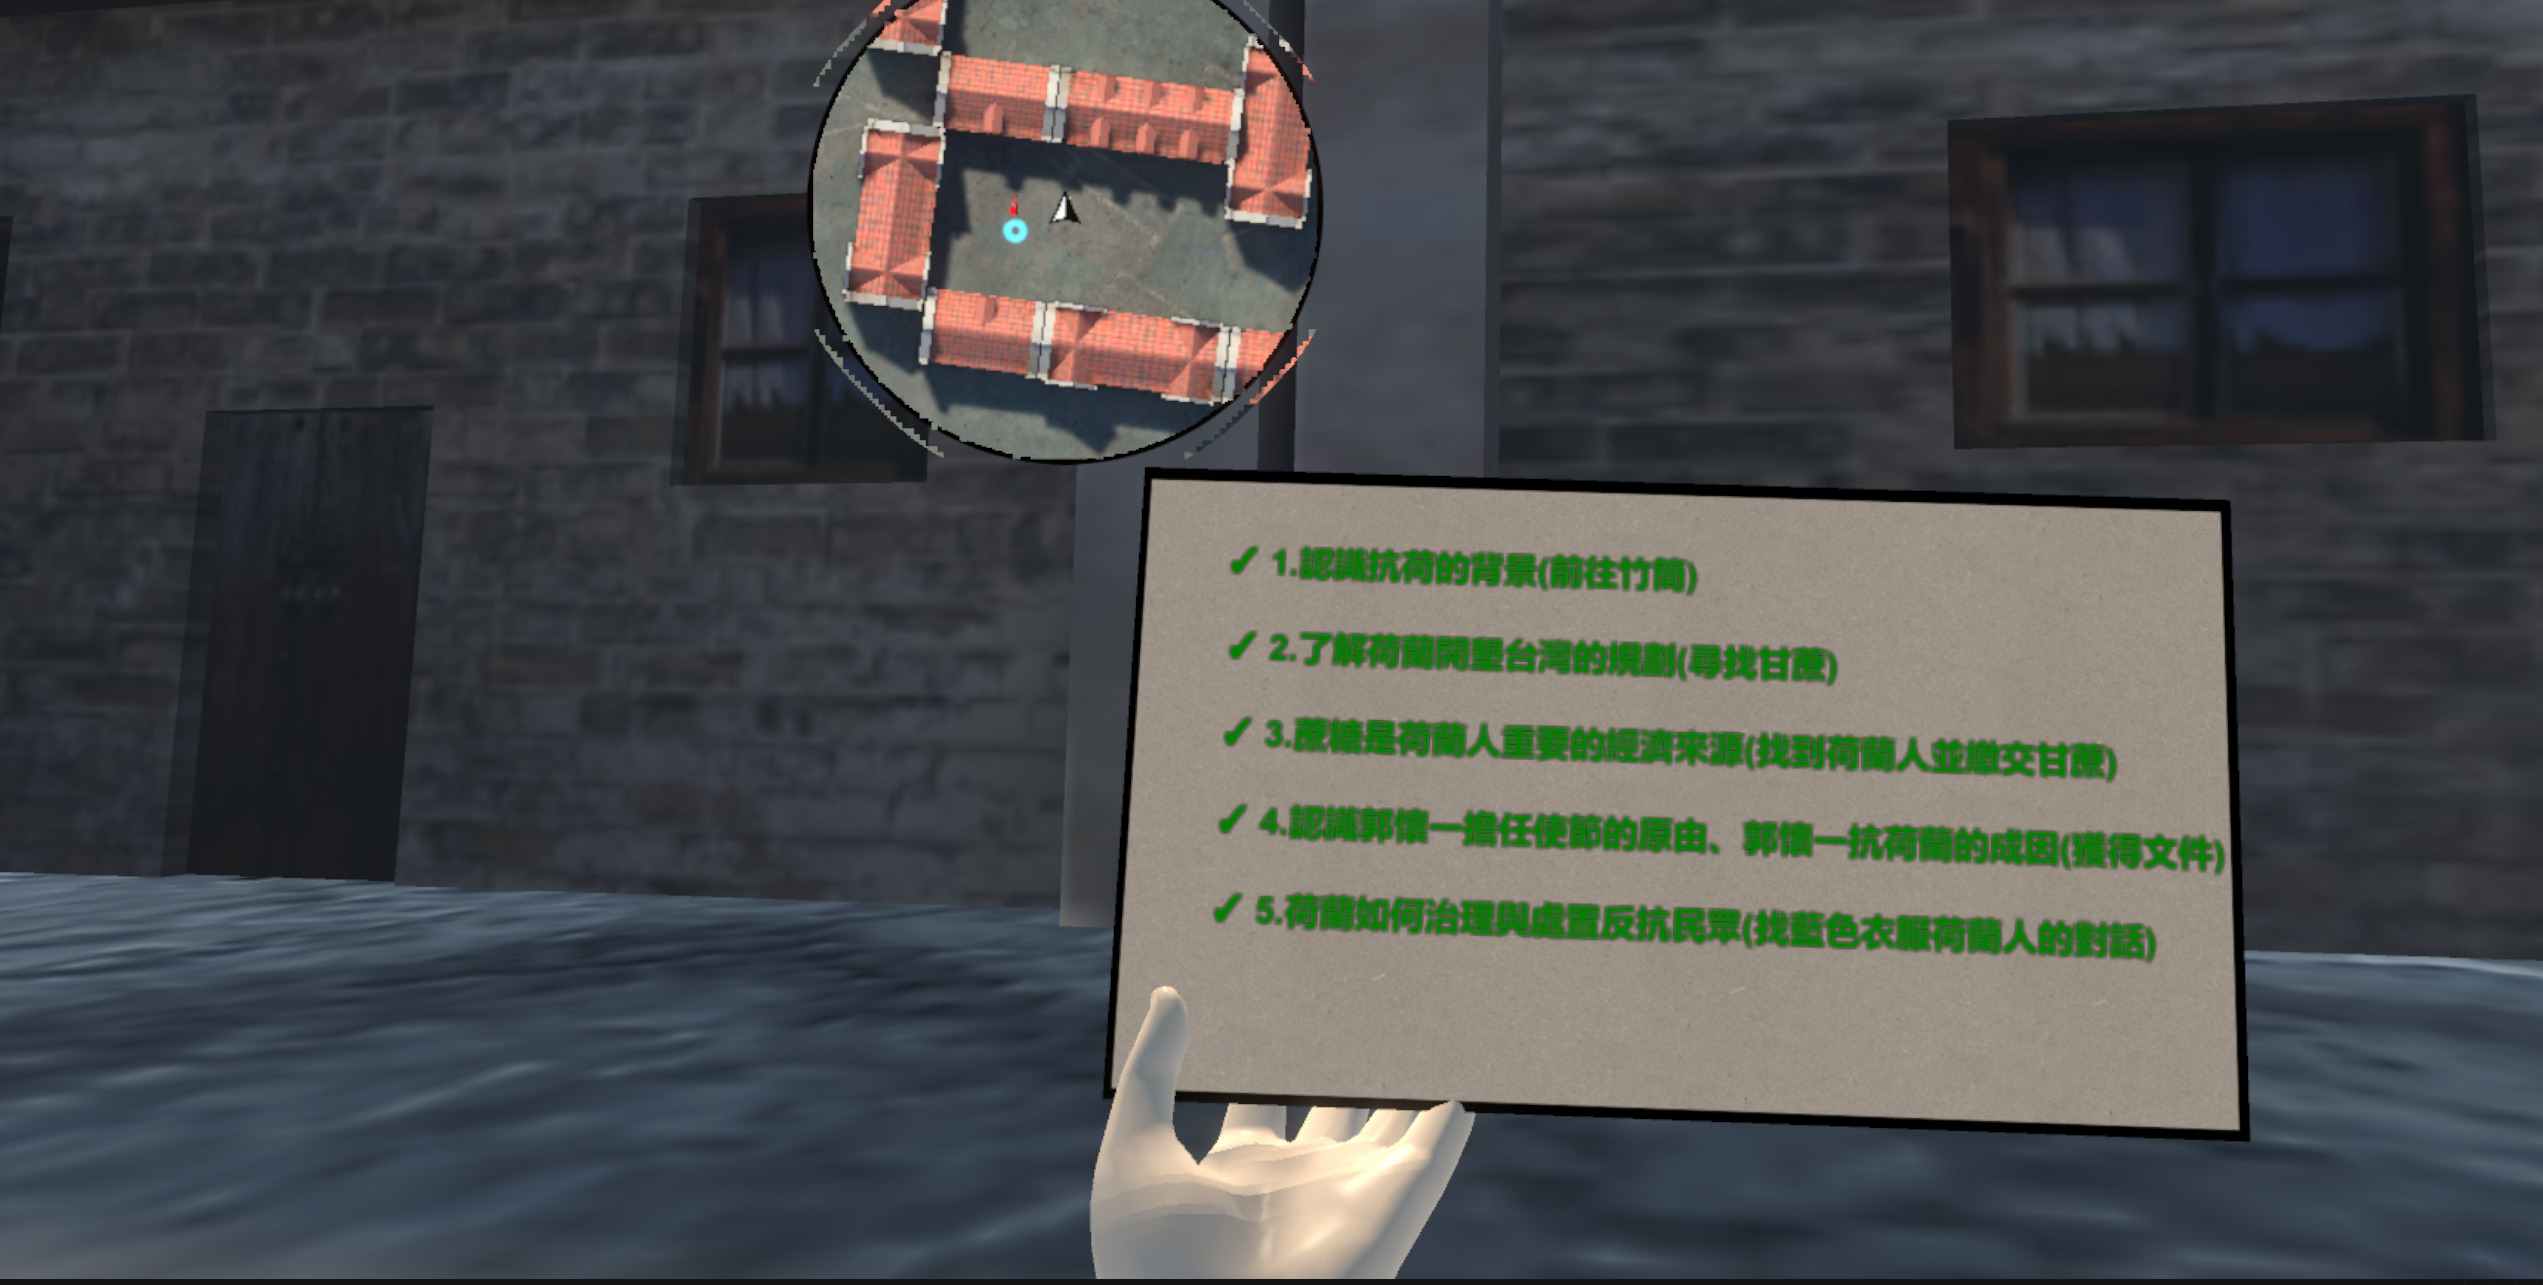 ✓ 1.認識抗荷的背景(前往竹簡)
✓ 2.了解荷蘭開墾台灣的規劃(尋找甘蔗)
✓ 3.蔗糖是荷蘭人重要的經濟來源(找到荷蘭人並繳交甘蔗)
✓ 4.認識郭懷一擔任使節的原由、郭懷一抗荷蘭的成因(獲得文件)
✓ 5.荷蘭如何治理與處置反抗民眾(找藍色衣服荷蘭人的對話)